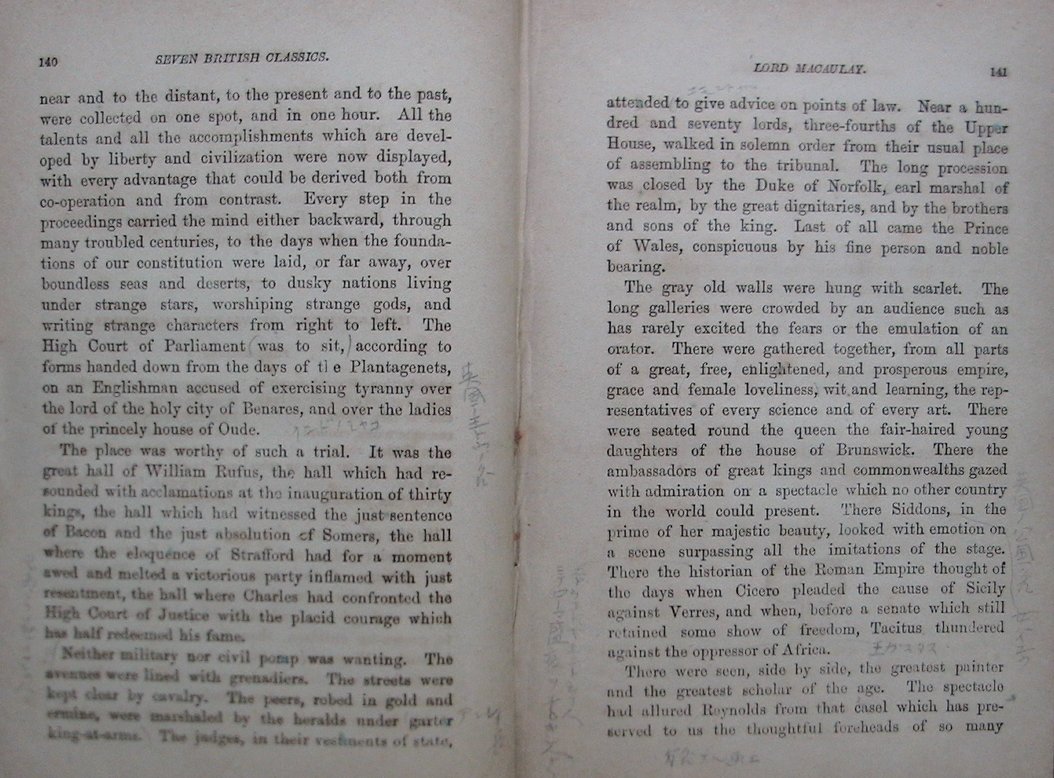 140
SEVEN BRITISH CLASSICS.
near and to the distant, to the present and to the past,
were collected on one spot, and in one hour. All the
talents and all the accomplishments which are devel-
oped by liberty and civilization were now displayed,
with every advantage that could be derived both from
co-operation and from contrast. Every step in the
proceedings carried the mind either backward, through
many troubled centuries, to the days when the founda-
tions of our constitution were laid, or far away, over
boundless seas and deserts, to dusky nations living
under strange stars, worshiping strange gods, and
writing strange characters from right to left. The
High Court of Parliament (was to sit,) according to
forms handed down from the days of tl e Plantagenets,
on an Englishman accused of exercising tyranny over
the lord of the holy city of Benares, and over the ladies
of the princely house of Oude.
The place was worthy of such a trial. It was the
great hall of William Rufus, the hall which had re-
sounded with acclamations at the inauguration of thirty
kings, the hall which had witnessed the just sentence
of Bacon and the just absolution of Somers, the hall
where the eloquence of Strafford had for a moment
awed and melted a victorious party inflamed with just
resentment, the hall where Charles had confronted the
High Court of Justice with the placid courage which
has half redeemed his fame.
Neither military nor civil pomp was wanting. The
avenues were lined with grenadiers. The streets were
kept clear by cavalry. The peers, robed in gold and
ermine, were marshaled by the heralds under garter
king-at-arms. The judges, in their vestments of state,
LORD MACAULAY.
141
attended to give advice on points of law. Near a hun-
dred and seventy lords, three-fourths of the Upper
House, walked in solemn order from their usual place
of assembling to the tribunal. The long procession
was closed by the Duke of Norfolk, earl marshal of
the realm, by the great dignitaries, and by the brothers
and sons of the king. Last of all came the Prince
of Wales, conspicuous by his fine person and noble
bearing.
The gray old walls were hung with scarlet. The
long galleries were crowded by an audience such as
has rarely excited the fears or the emulation of an
orator. There were gathered together, from all parts
of a great, free, enlightened, and prosperous empire,
grace and female loveliness, wit and learning, the rep-
resentatives of every science and of every art. There
were seated round the queen the fair-haired young
daughters of the house of Brunswick. There the
ambassadors of great kings and commonwealths gazed
with admiration on a spectacle which no other country
in the world could present. There Siddons, in the
prime of her majestic beauty, looked with emotion on
a scene surpassing all the imitations of the stage.
There the historian of the Roman Empire thought of
the days when Cicero pleaded the cause of Sicily
against Verres, and when, before a senate which still
retained some show of freedom, Tacitus thundered
against the oppressor of Africa.
There were seen, side by side, the greatest painter
and the greatest scholar of the age. The spectacle
had allured Reynolds from that easel which has pre-
served to us the thoughtful foreheads of so many